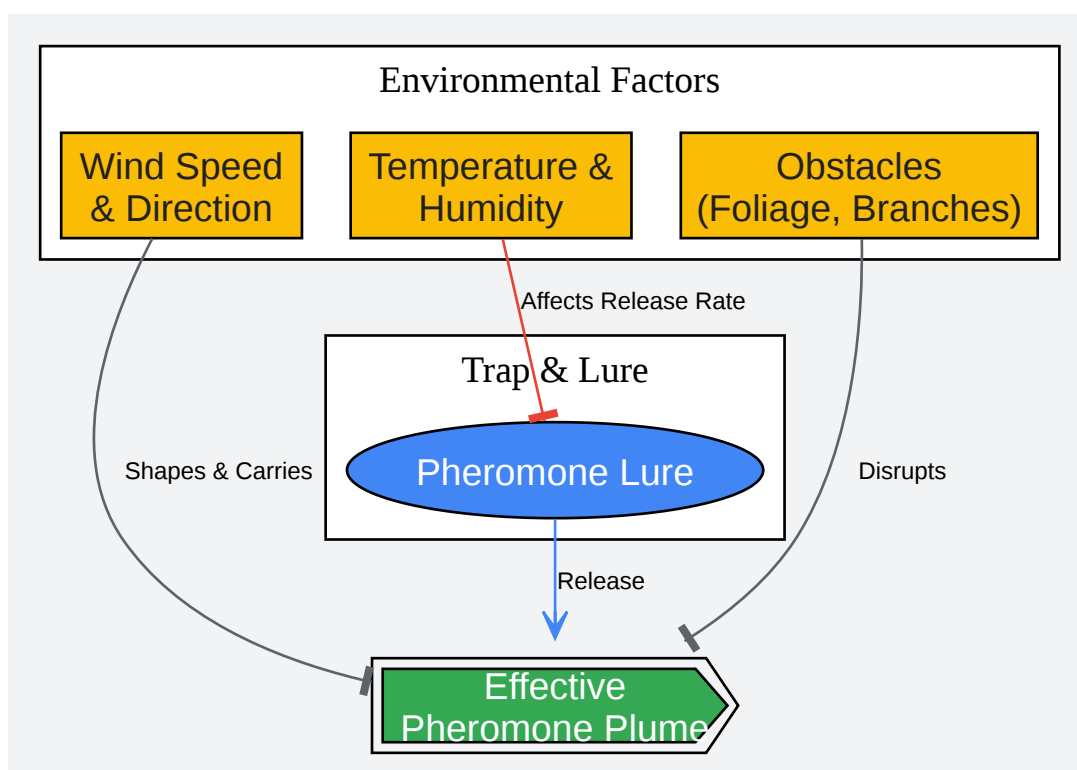 Environmental Factors
Wind Speed
& Direction
Temperature &
Humidity
Obstacles
(Foliage, Branches)
Affects Release Rate
Trap & Lure
Pheromone Lure
Shapes & Carries
Disrupts
Release
Effective
Pheromone Plume